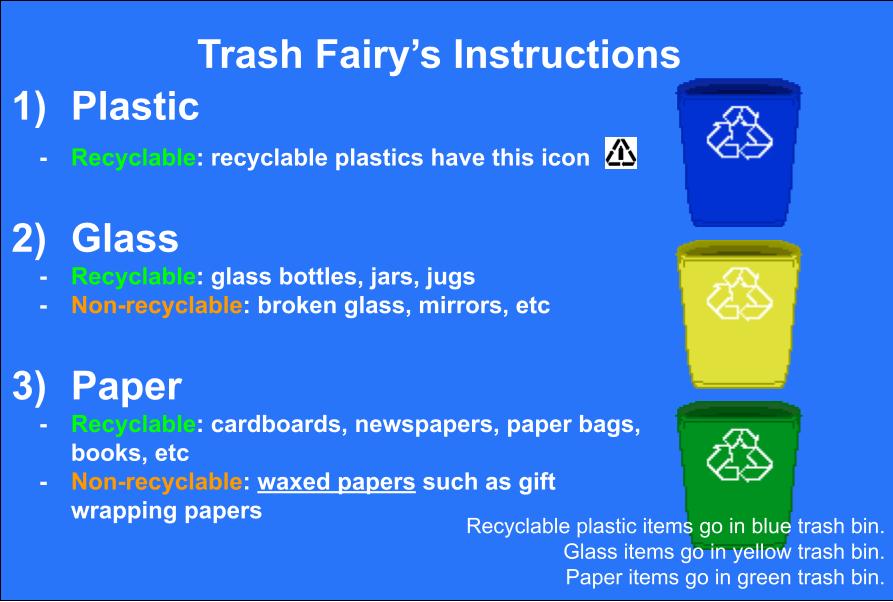 Trash Fairy’s Instructions
1) Plastic
- Recyclable: recyclable plastics have this icon
2) Glass
- Recyclable: glass bottles, jars, jugs
- Non-recyclable: broken glass, mirrors, etc
3) Paper
- Recyclable: cardboards, newspapers, paper bags,
books, etc
- Non-recyclable: waxed papers such as gift
wrapping papers
Recyclable plastic items go in blue trash bin.
Glass items go in yellow trash bin.
Paper items go in green trash bin.